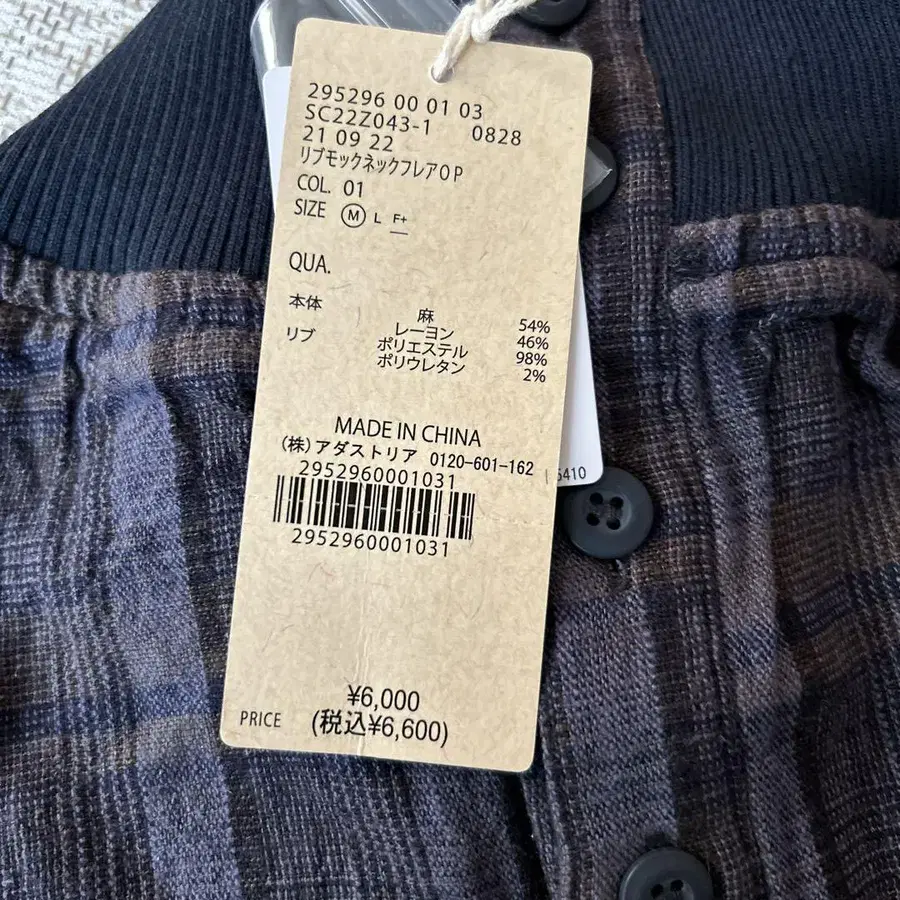 295296 00 01 03
SC22Z043-1 0828
21 09 22
リブモックネックフレアOP
COL. 01
SIZE M L F+
QUA.
本体 麻 54%
レーヨン 46%
リブ ポリエステル 98%
ポリウレタン 2%
MADE IN CHINA
(株)アダストリア 0120-601-162
2952960001031
2952960001031
PRICE ¥6,000
(税込¥6,600)
5410